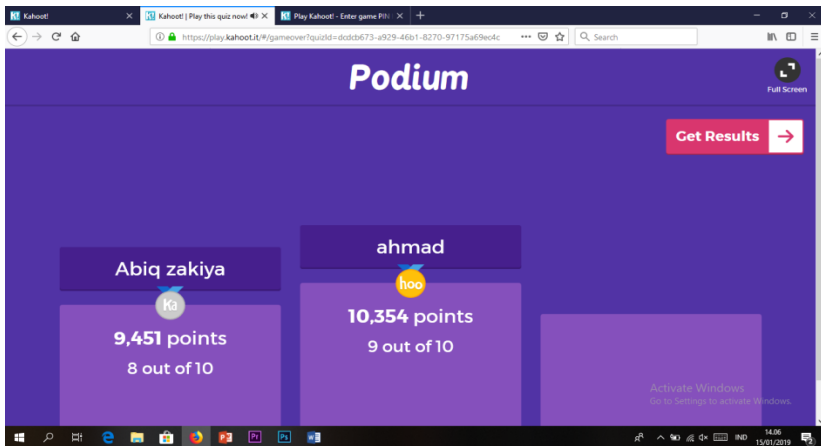 Kahoot!
Kahoot! | Play this quiz now!
Play Kahoot! - Enter game PIN
https://play.kahoot.it/#/gameover?quizId=dcdcb673-a929-46b1-8270-97175a69ec4c
Search
Podium
Full Screen
Get Results
Abiq zakiya
ahmad
Ka
hoo
9,451 points
8 out of 10
10,354 points
9 out of 10
Activate Windows
Go to Settings to activate Windows.
IND
14.06
15/01/2019